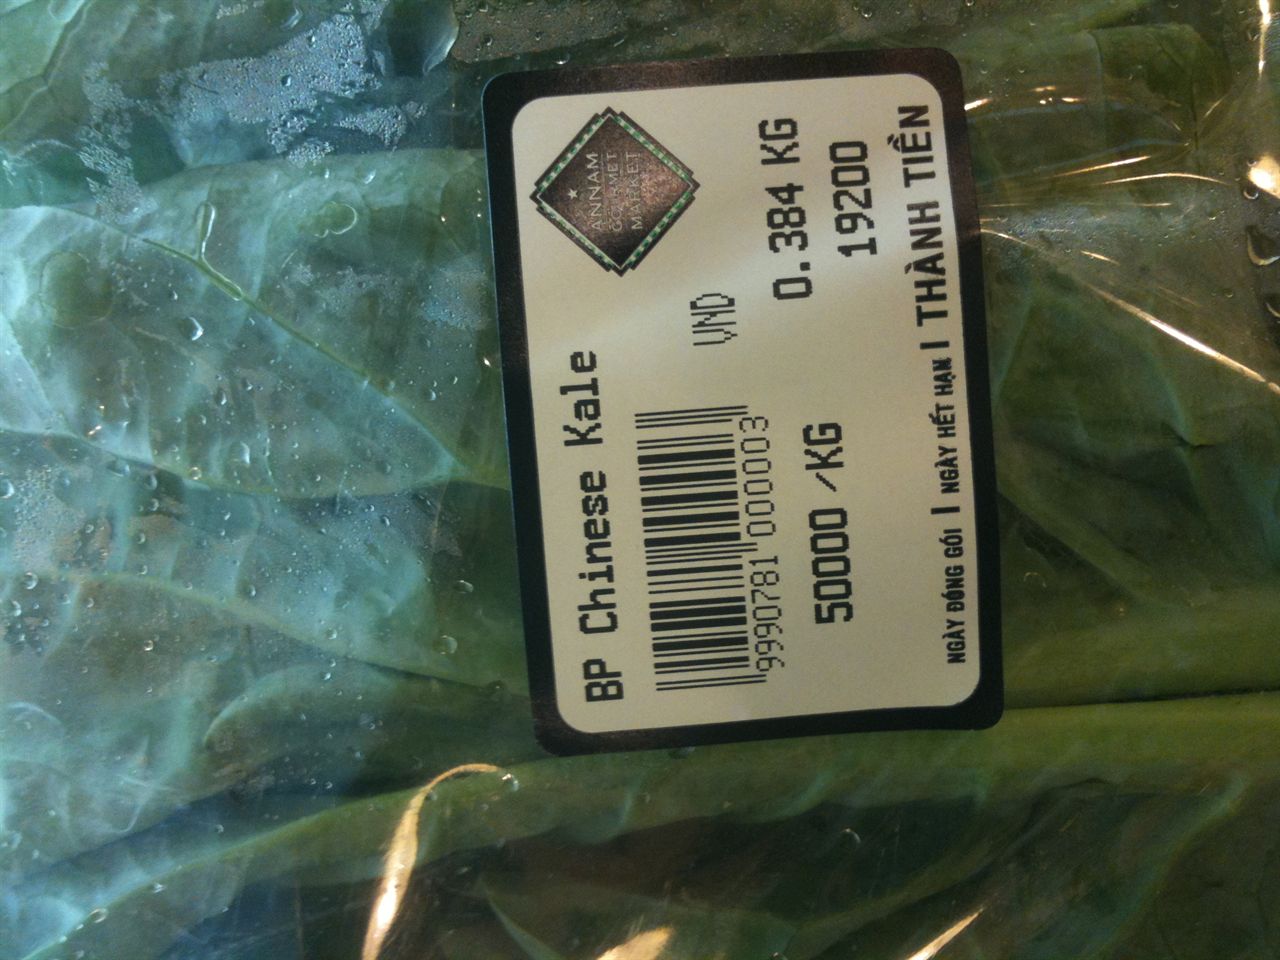 BP Chinese Kale
ANNAM
GOURMET
MARKET
VND
9990781 000003
50000 /KG
0.384 KG
19200
NGÀY ĐÓNG GÓI | NGÀY HẾT HẠN | THÀNH TIỀN